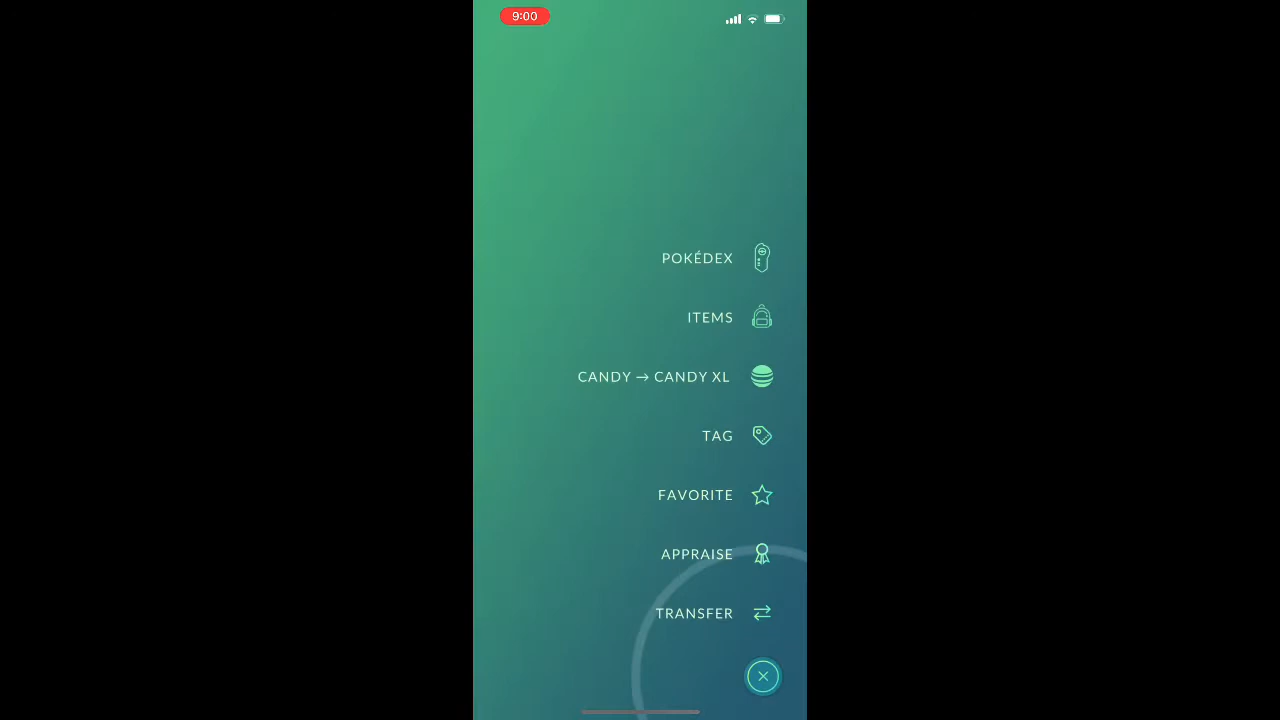 9:00
POKÉDEX
ITEMS
CANDY → CANDY XL
TAG
FAVORITE
APPRAISE
TRANSFER